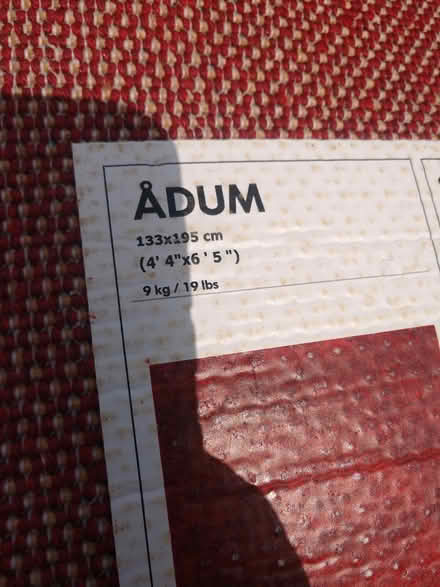 ÅDUM
133x195 cm
(4' 4"x6 ' 5 ")
9 kg / 19 lbs